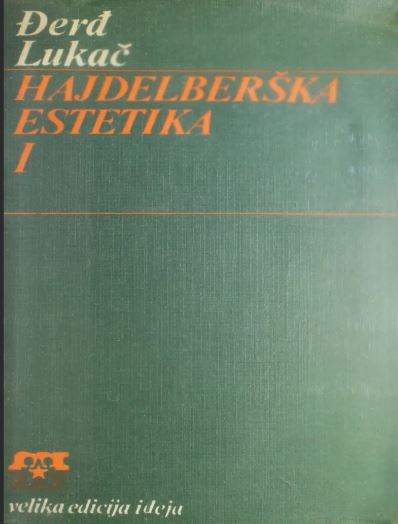 Đerđ
Lukač
HAJDELBERŠKA
ESTETIKA
I
velika edicija ideja